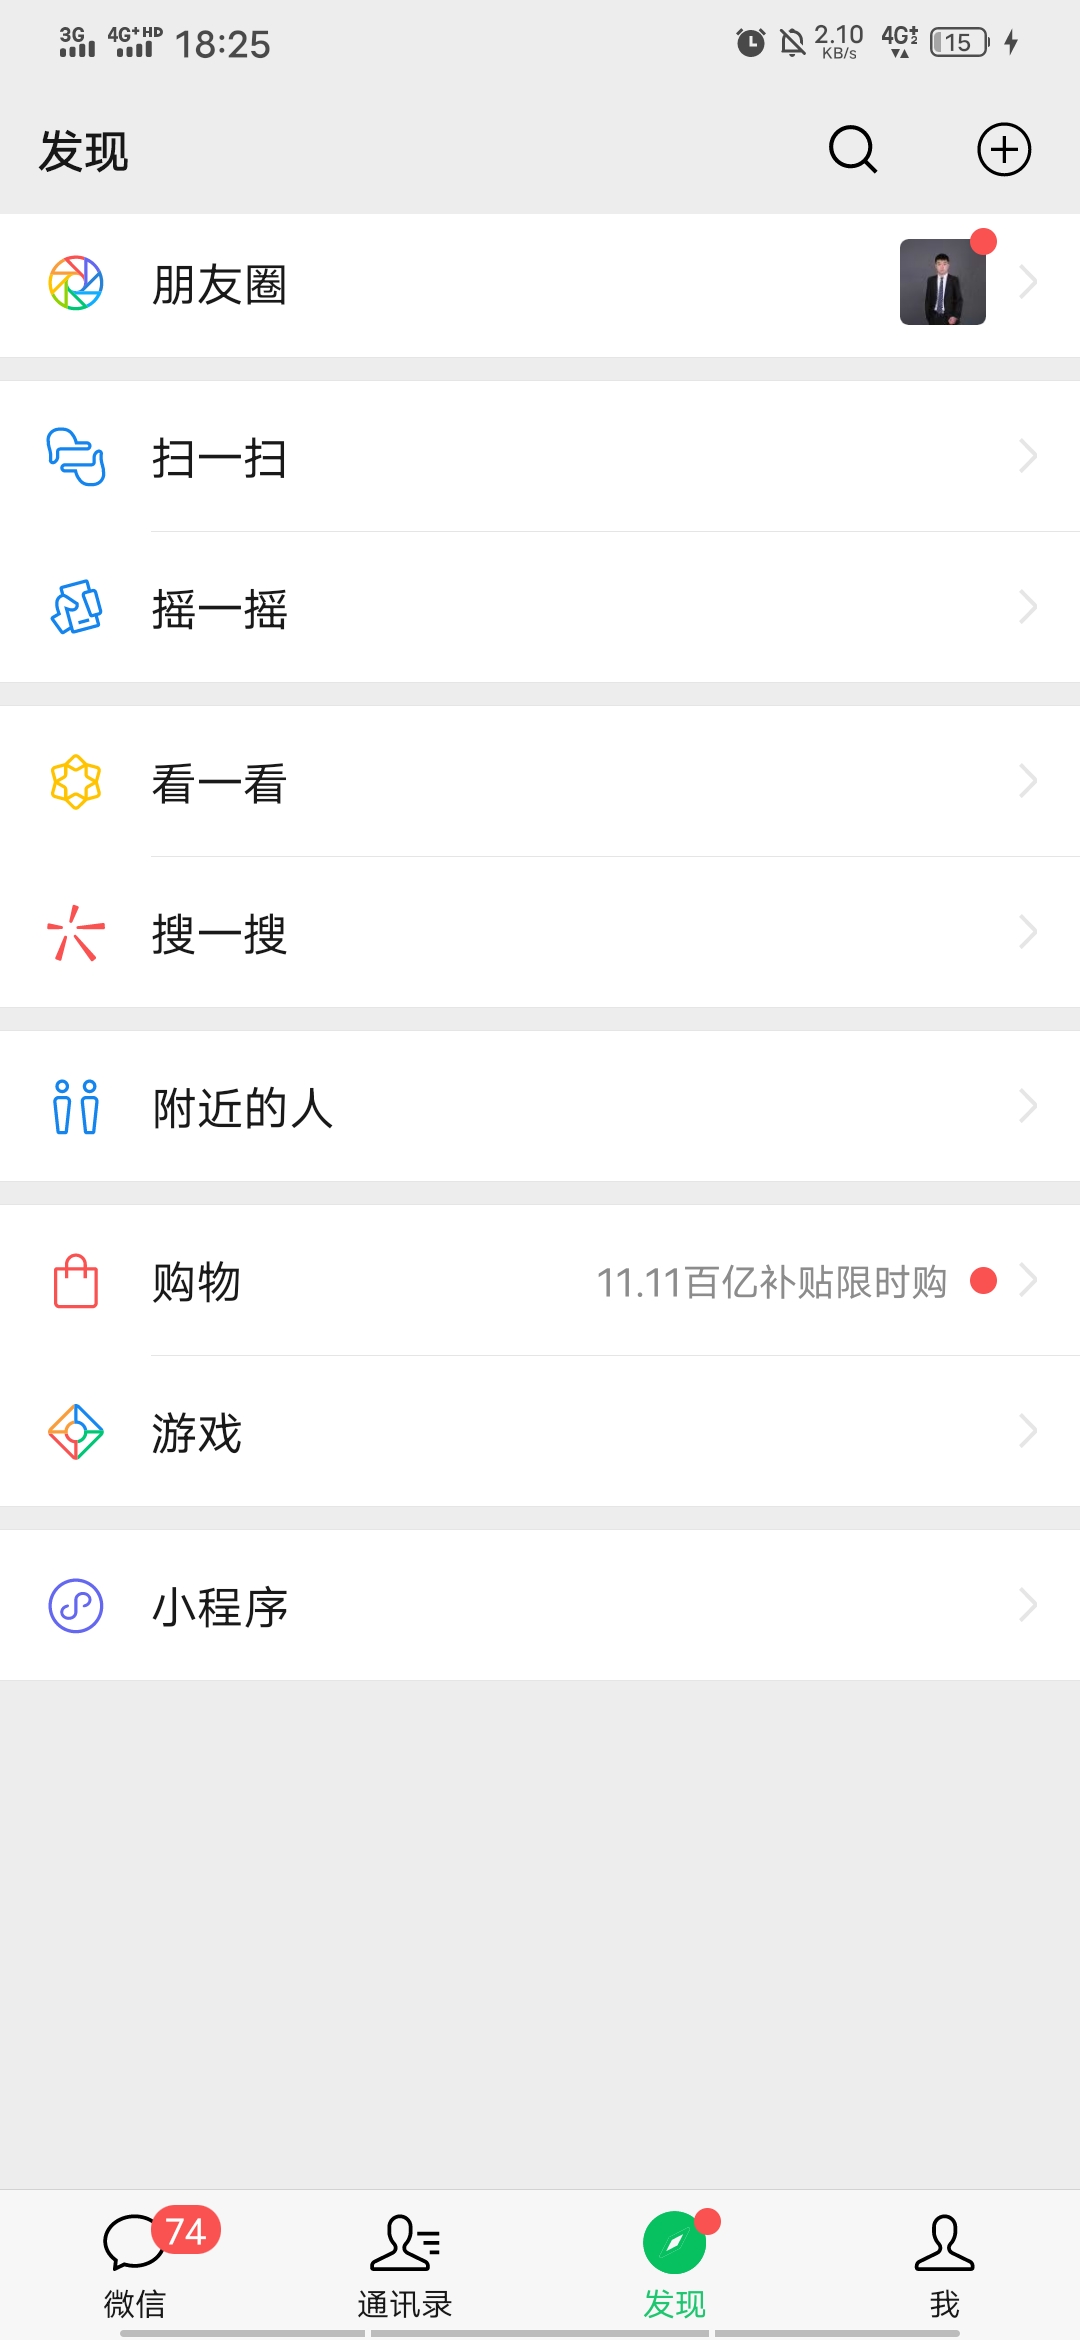 3G 4G+ HD 18:25 2.10 KB/s 4G+ 2 15
发现
朋友圈
扫一扫
摇一摇
看一看
搜一搜
附近的人
购物 11.11百亿补贴限时购
游戏
小程序
74
微信 通讯录 发现 我